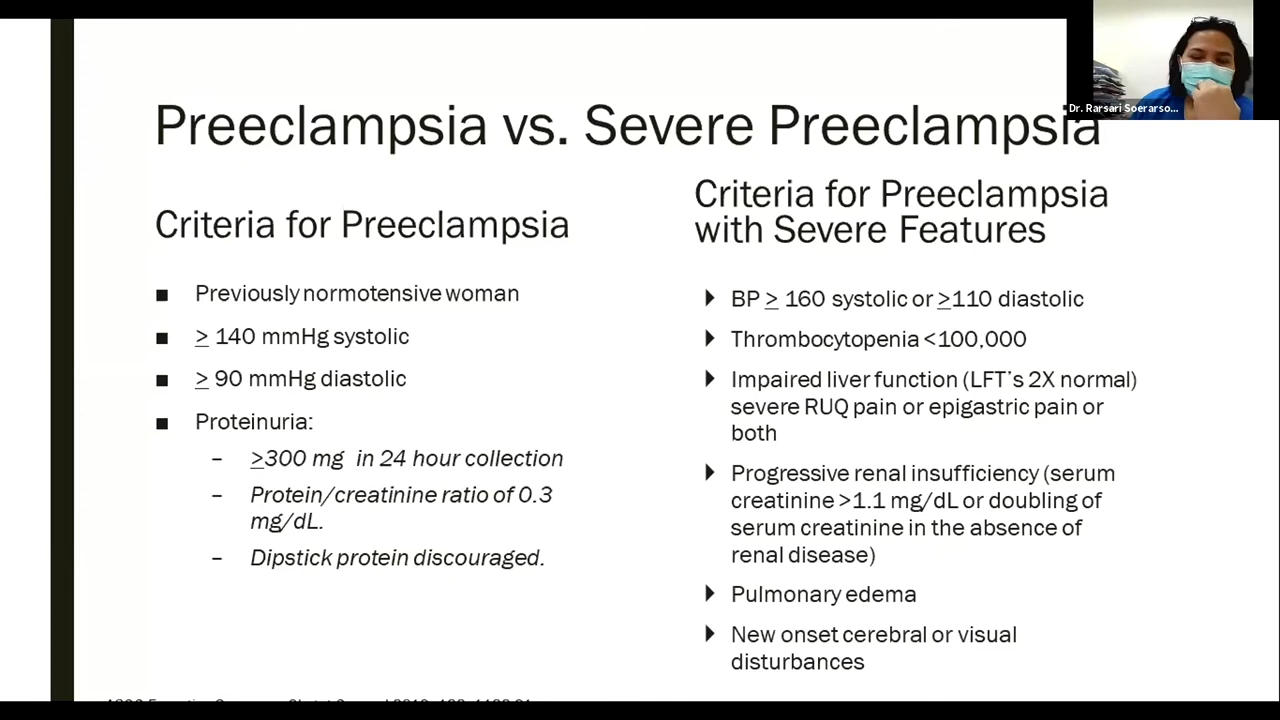 Dr. Rarsari Soerarso...
Preeclampsia vs. Severe Preeclampsia
Criteria for Preeclampsia
■ Previously normotensive woman
■ ≥ 140 mmHg systolic
■ ≥ 90 mmHg diastolic
■ Proteinuria:
– ≥300 mg in 24 hour collection
– Protein/creatinine ratio of 0.3
mg/dL.
– Dipstick protein discouraged.
Criteria for Preeclampsia
with Severe Features
BP ≥ 160 systolic or ≥110 diastolic
Thrombocytopenia <100,000
Impaired liver function (LFT's 2X normal)
severe RUQ pain or epigastric pain or
both
Progressive renal insufficiency (serum
creatinine >1.1 mg/dL or doubling of
serum creatinine in the absence of
renal disease)
Pulmonary edema
New onset cerebral or visual
disturbances